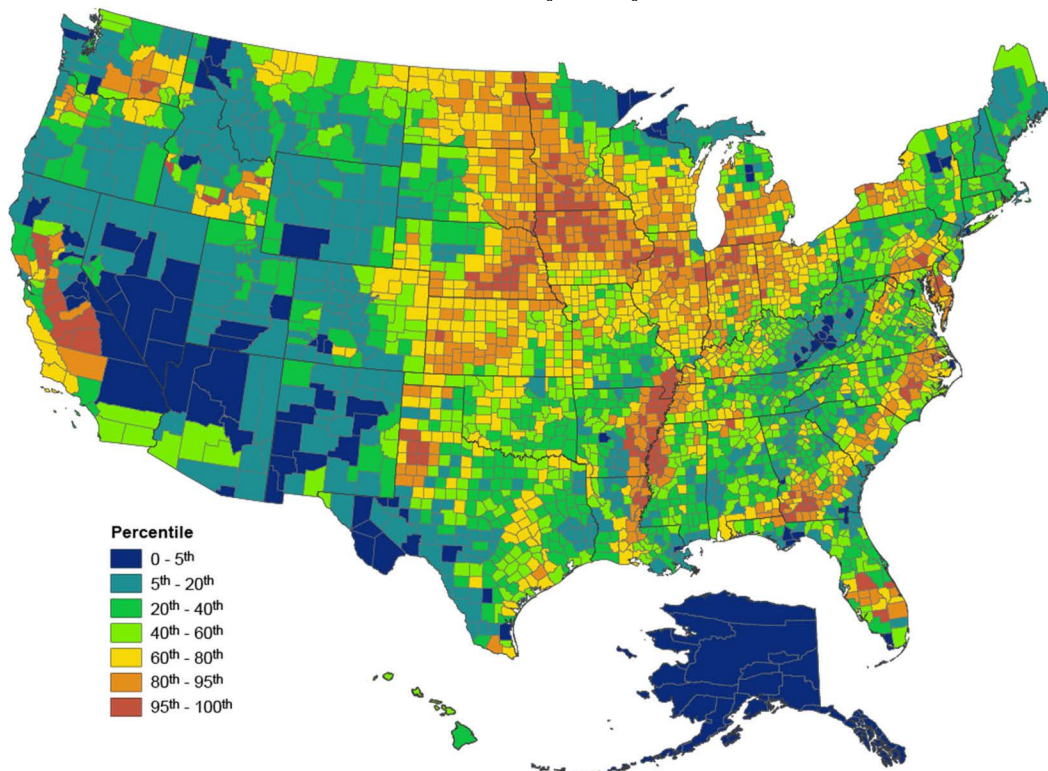 Percentile
0 - 5th
5th - 20th
20th - 40th
40th - 60th
60th - 80th
80th - 95th
95th - 100th